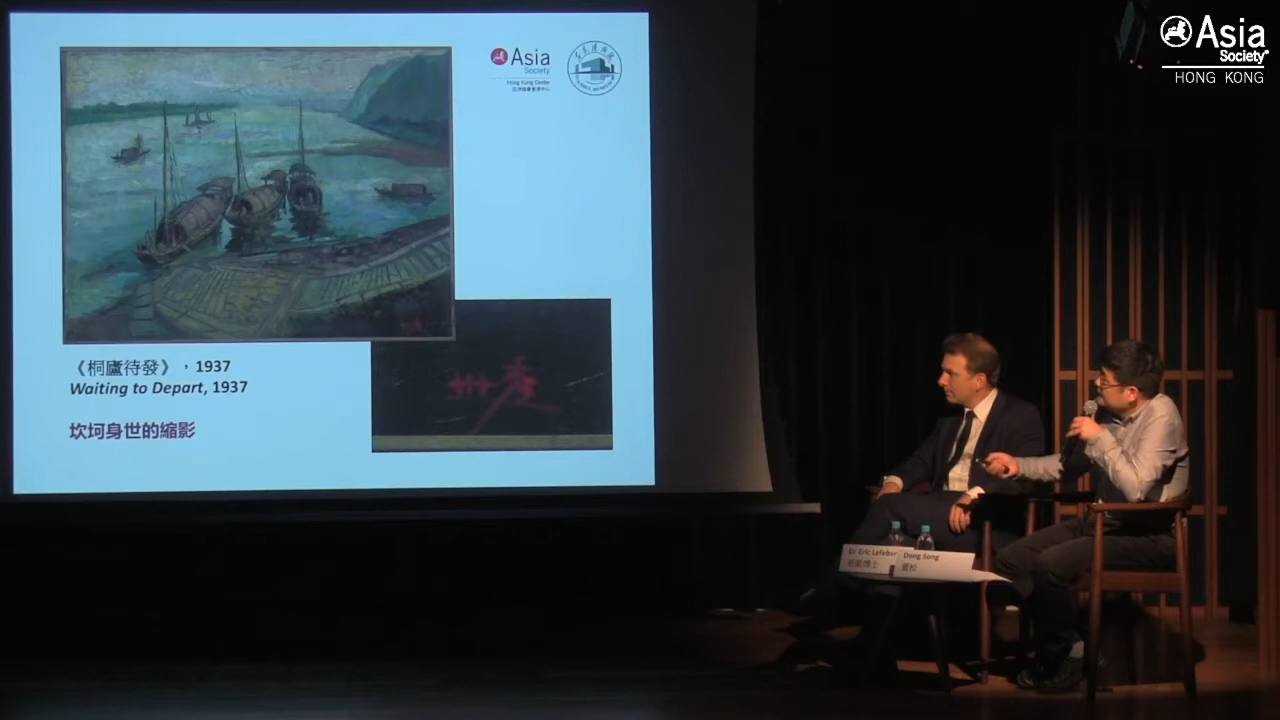 Asia
Society
Hong Kong Center
亞洲協會香港中心
《桐廬待發》，1937
Waiting to Depart, 1937
坎坷身世的縮影
Asia
Society
HONG KONG
Dr Eric Lefebvre
Dong Song
董松